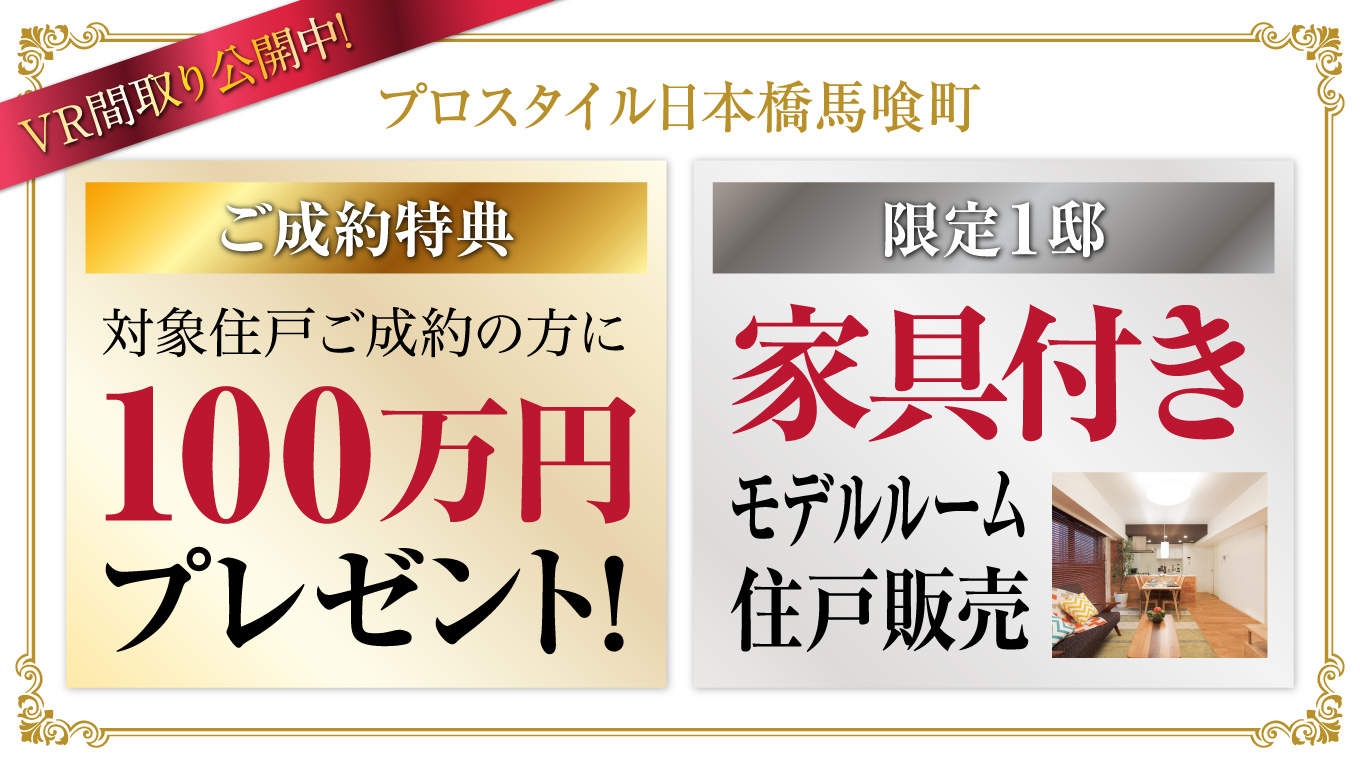 VR間取り公開中!
プロスタイル日本橋馬喰町
ご成約特典
対象住戸ご成約の方に
100万円
プレゼント!
限定1邸
家具付き
モデルルーム
住戸販売